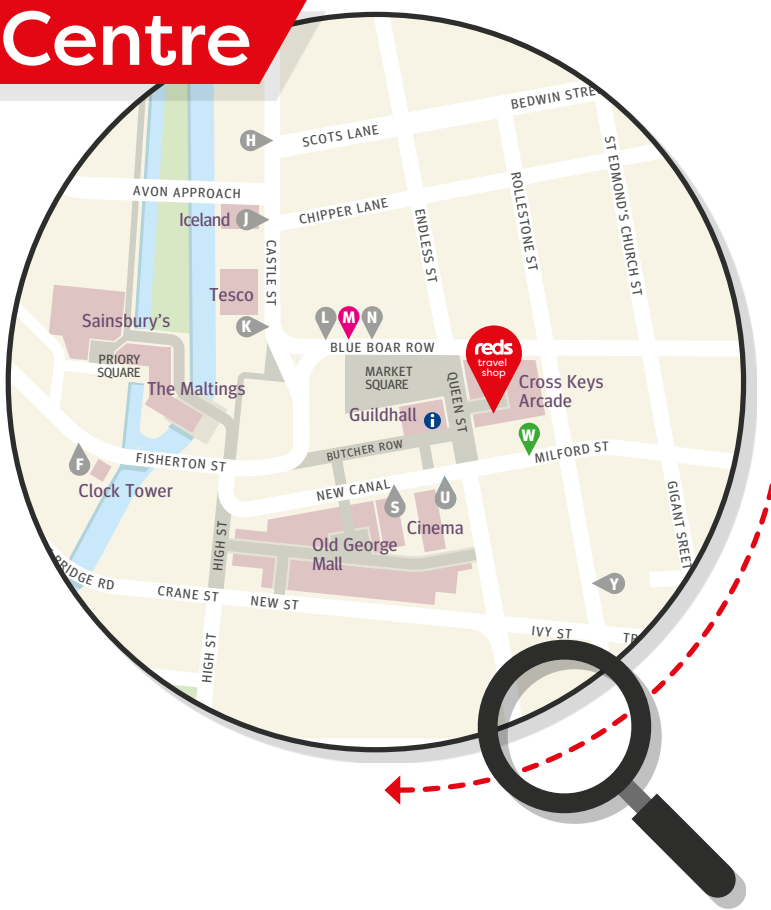 Centre
BEDWIN STRE
H
SCOTS LANE
ST EDMOND'S CHURCH ST
AVON APPROACH
ROLLESTONE ST
Iceland
J
CHIPPER LANE
ENDLESS ST
CASTLE ST
Tesco
Sainsbury's
K
L
M
N
BLUE BOAR ROW
reds
travel
shop
PRIORY
SQUARE
MARKET
SQUARE
QUEEN ST
The Maltings
Cross Keys
Arcade
Guildhall
i
W
BUTCHER ROW
MILFORD ST
F
FISHERTON ST
Clock Tower
NEW CANAL
S
U
GIGANT SREET
Cinema
HIGH ST
Old George
Mall
BRIDGE RD
CRANE ST
NEW ST
Y
IVY ST
TR
HIGH ST